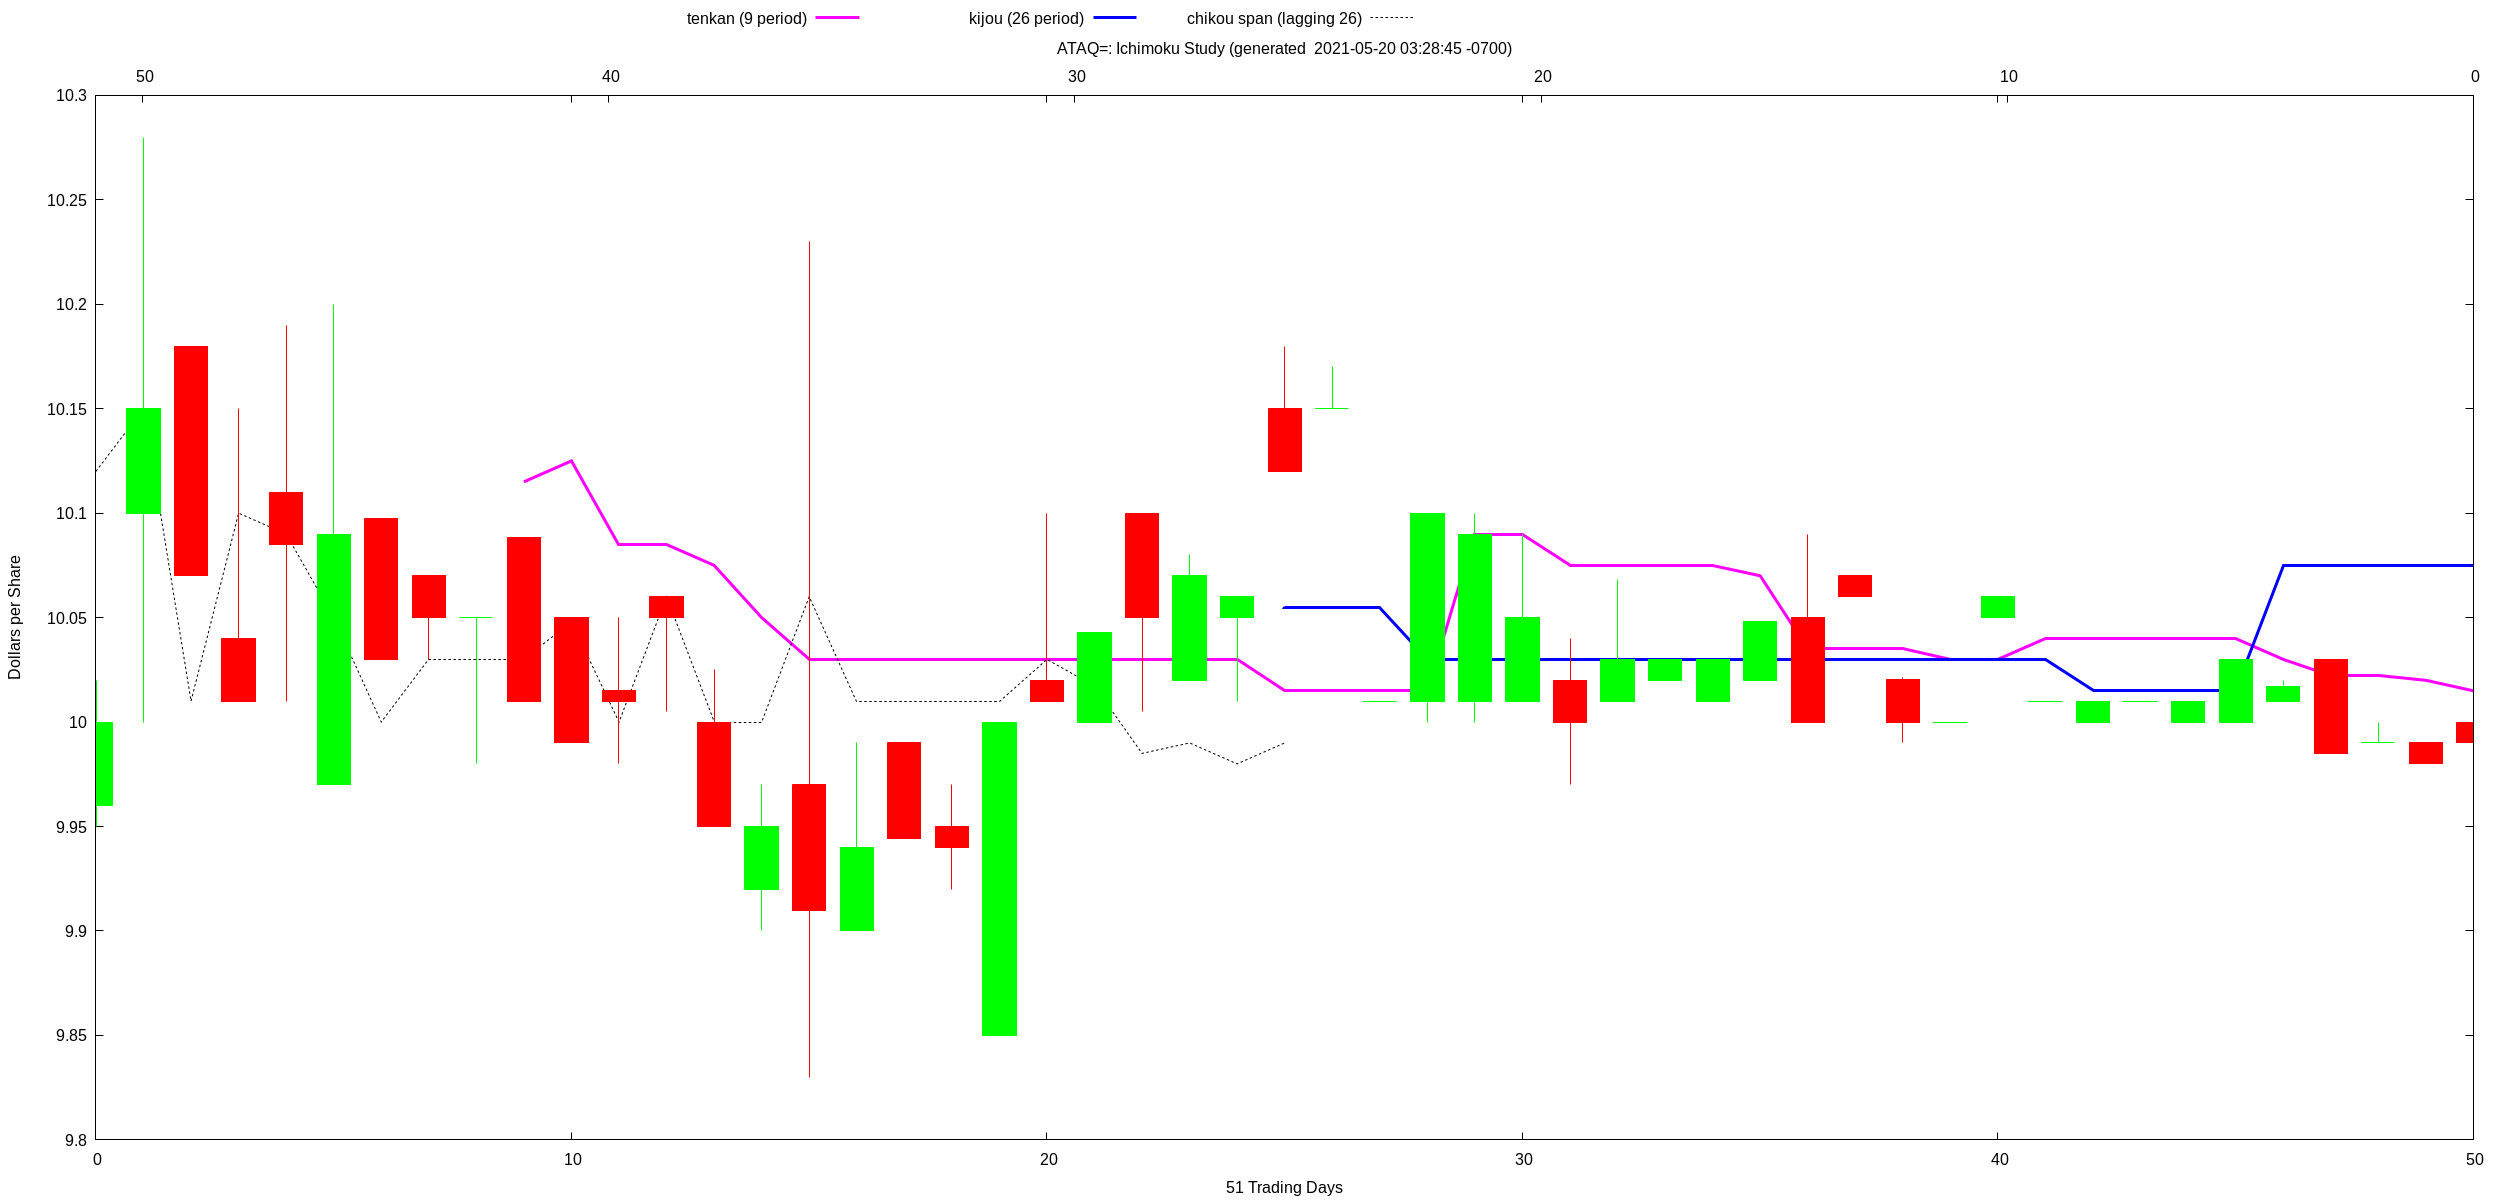 tenkan (9 period) kijou (26 period) chikou span (lagging 26)
ATAQ=: Ichimoku Study (generated  2021-05-20 03:28:45 -0700)
50 40 30 20 10 0
10.3
10.25
10.2
10.15
10.1
10.05
10
9.95
9.9
9.85
9.8
Dollars per Share
0 10 20 30 40 50
51 Trading Days